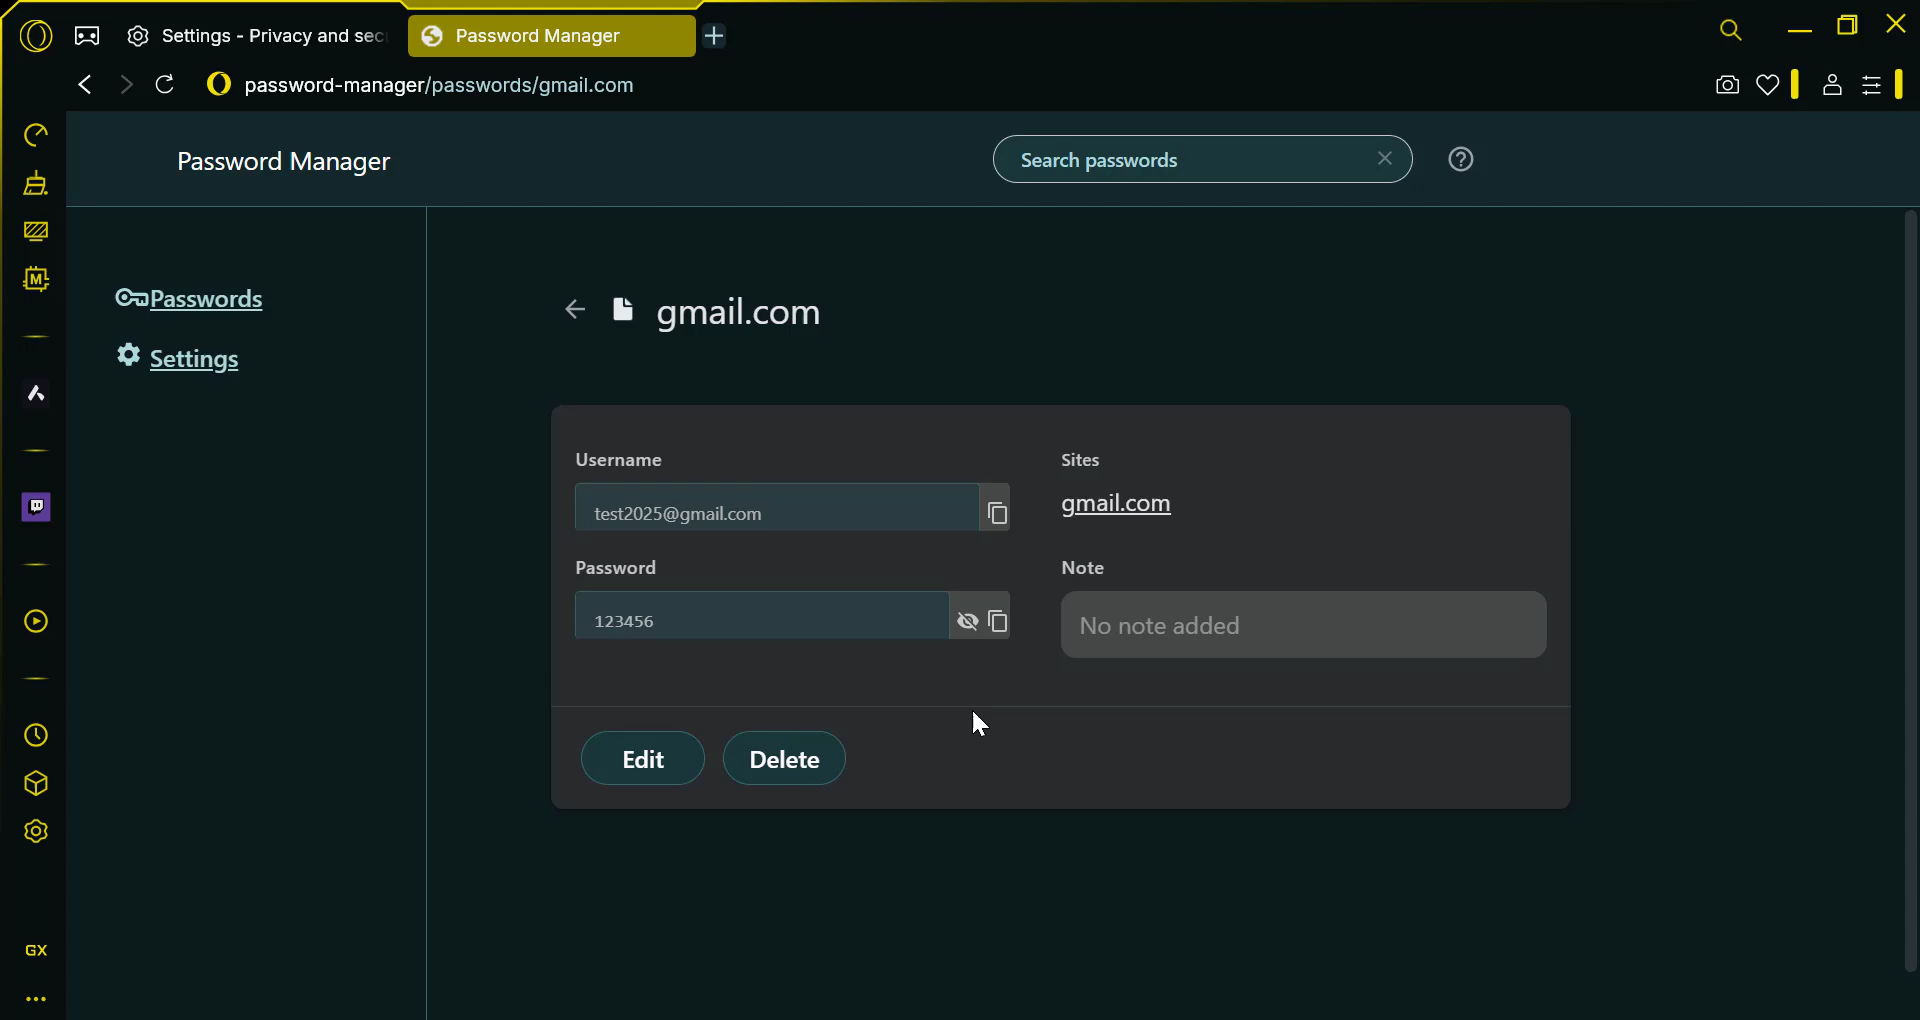 Settings - Privacy and sec
Password Manager
password-manager/passwords/gmail.com
Password Manager
Search passwords
Passwords
Settings
gmail.com
Username
Sites
test2025@gmail.com
gmail.com
Password
Note
123456
No note added
Edit
Delete
M
GX